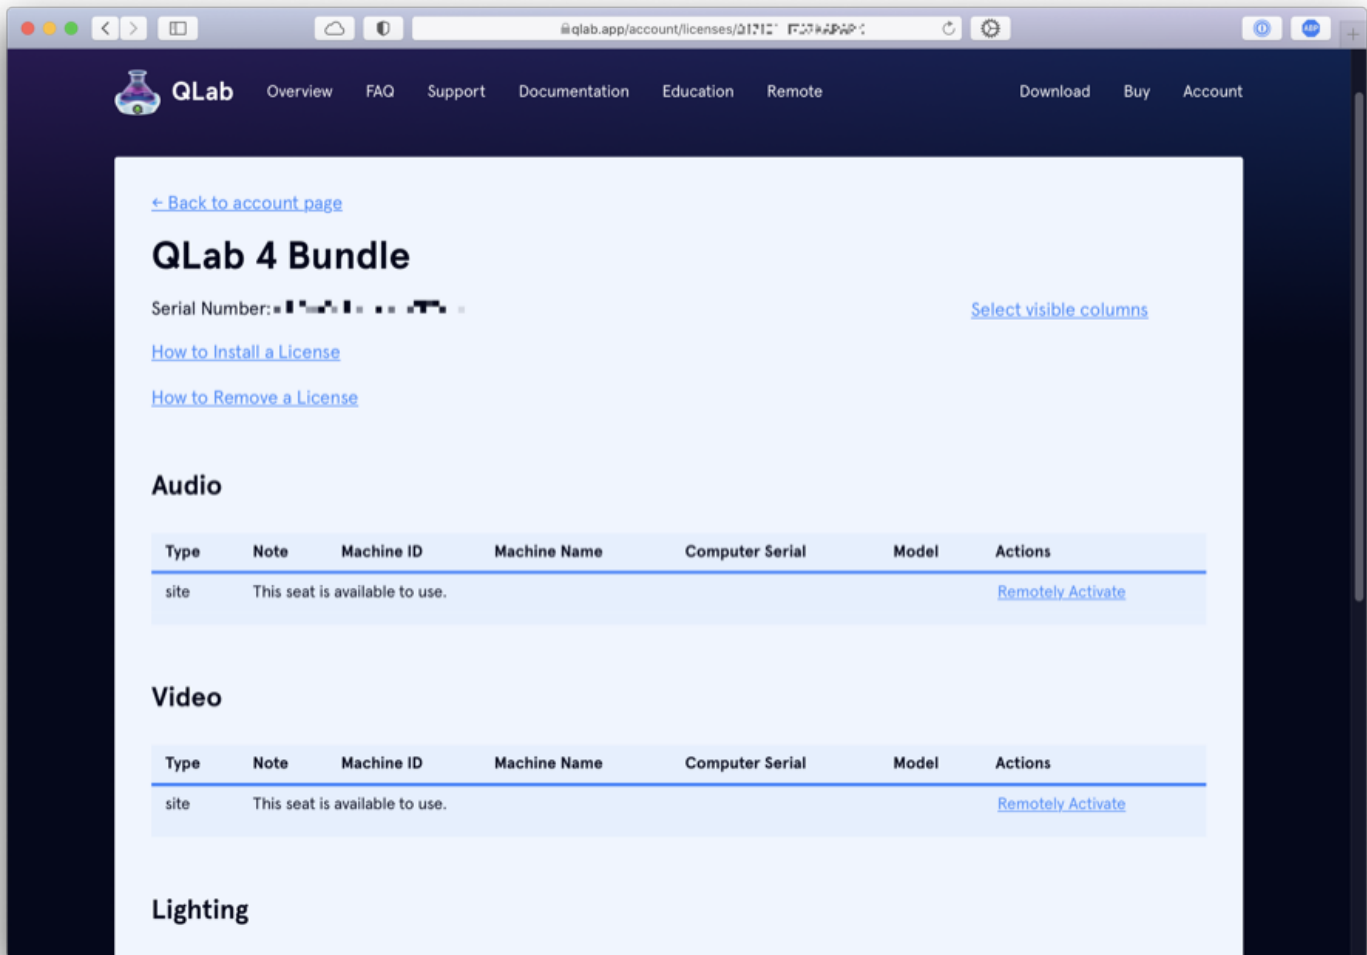 qlab.app/account/licenses/
QLab Overview FAQ Support Documentation Education Remote Download Buy Account
← Back to account page
QLab 4 Bundle
Serial Number:
Select visible columns
How to Install a License
How to Remove a License
Audio
Type Note Machine ID Machine Name Computer Serial Model Actions
site This seat is available to use. Remotely Activate
Video
Type Note Machine ID Machine Name Computer Serial Model Actions
site This seat is available to use. Remotely Activate
Lighting